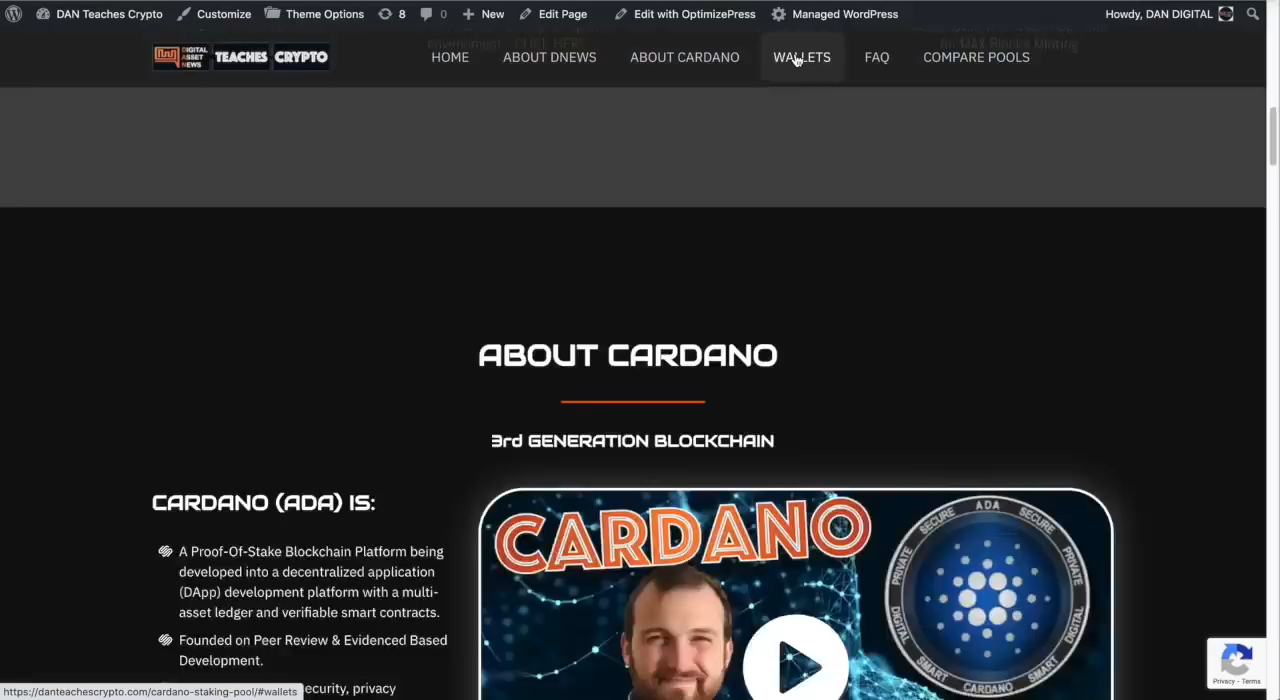 DAN Teaches Crypto Customize Theme Options 8 0 New Edit Page Edit with OptimizePress Managed WordPress Howdy, DAN DIGITAL
DIGITAL ASSET NEWS TEACHES CRYPTO
HOME ABOUT DNEWS ABOUT CARDANO WALLETS FAQ COMPARE POOLS
ABOUT CARDANO
3rd GENERATION BLOCKCHAIN
CARDANO (ADA) IS:
A Proof-Of-Stake Blockchain Platform being
developed into a decentralized application
(DApp) development platform with a multi-
asset ledger and verifiable smart contracts.
Founded on Peer Review & Evidenced Based
Development.
ecurity, privacy
CARDANO
ADA SECURE PRIVATE DIGITAL CARDANO SMART DIGITAL PRIVATE SECURE
Privacy - Terms
https://danteachescrypto.com/cardano-staking-pool/#wallets